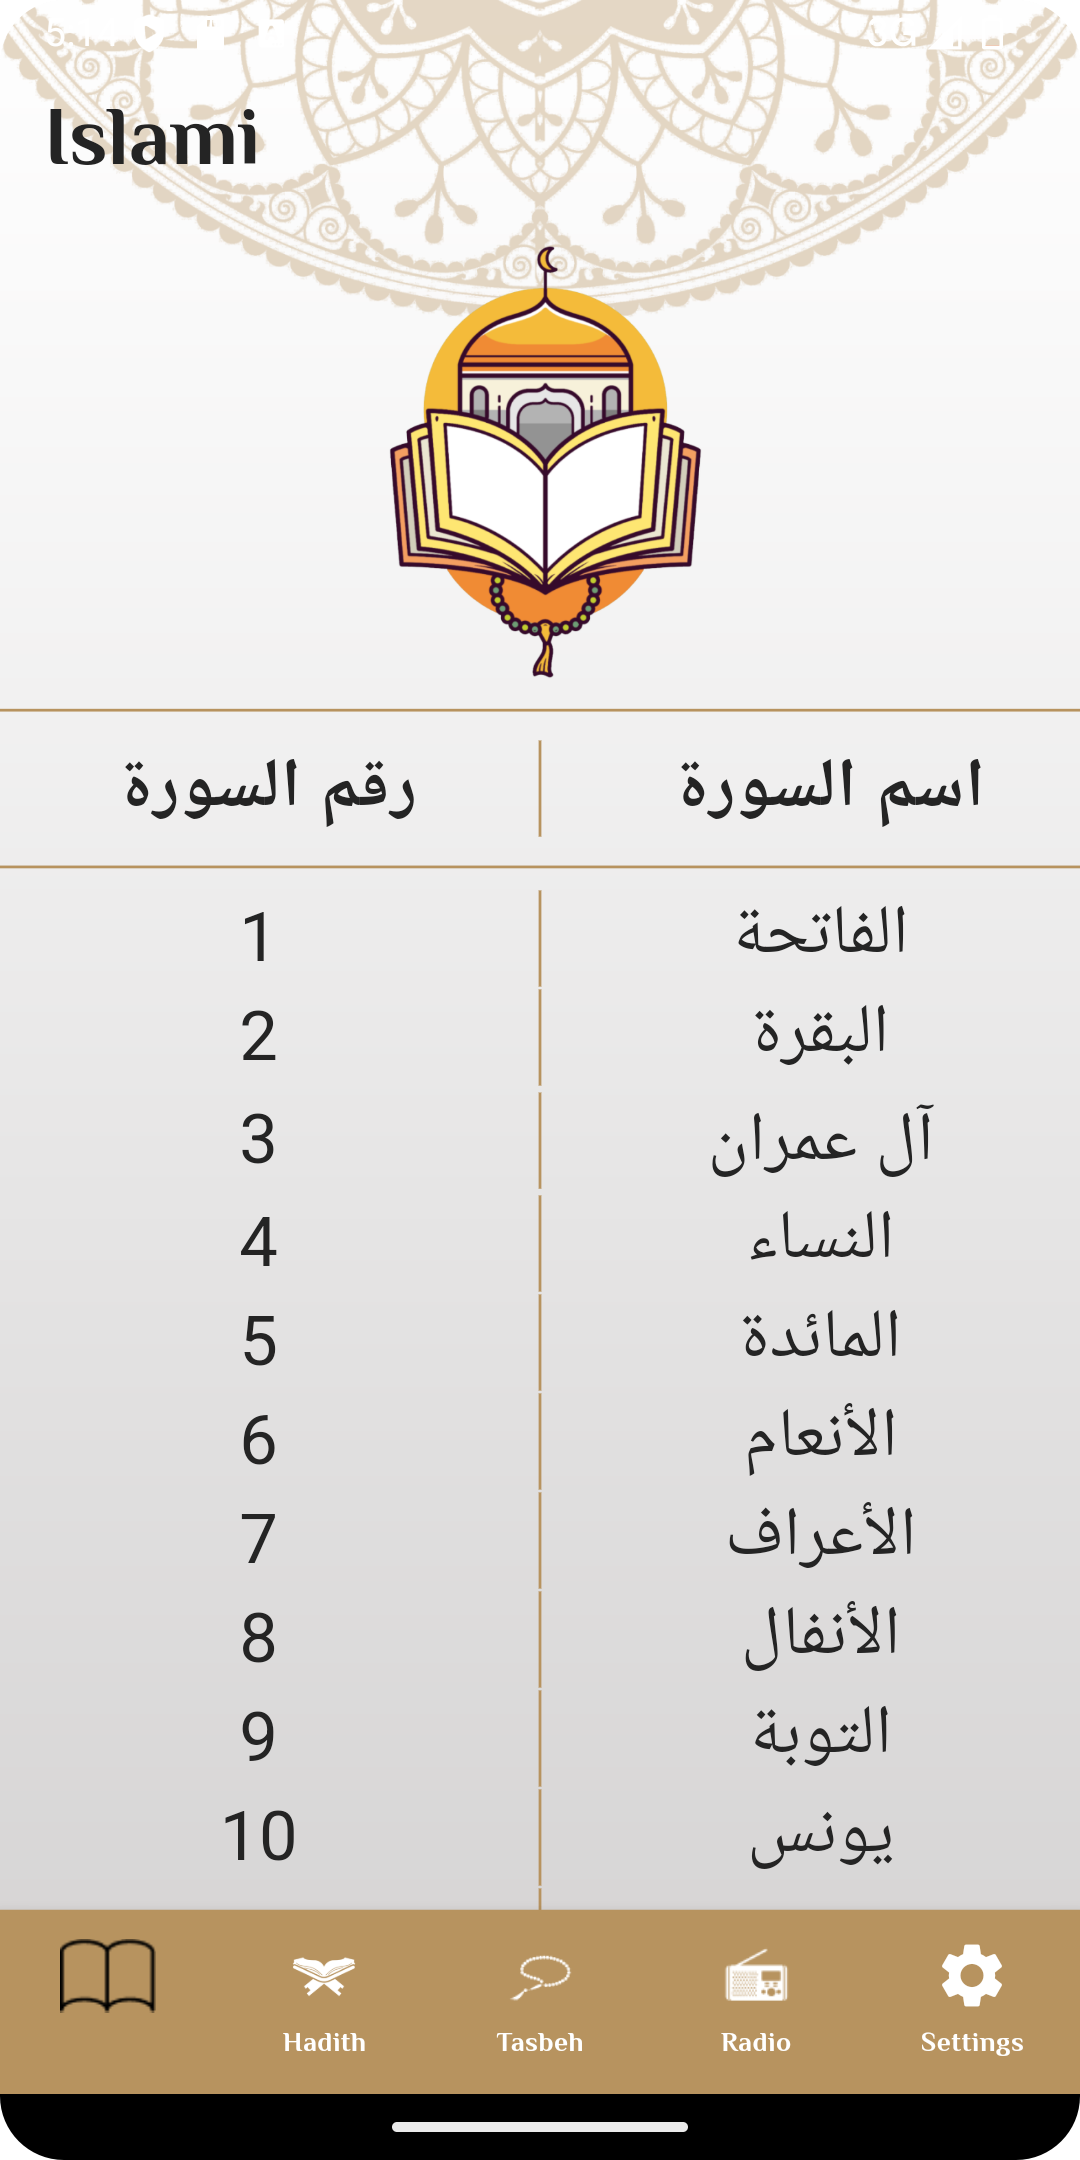 Islami
اسم السورة رقم السورة
الفاتحة 1
البقرة 2
آل عمران 3
النساء 4
المائدة 5
الأنعام 6
الأعراف 7
الأنفال 8
التوبة 9
يونس 10
Hadith Tasbeh Radio Settings